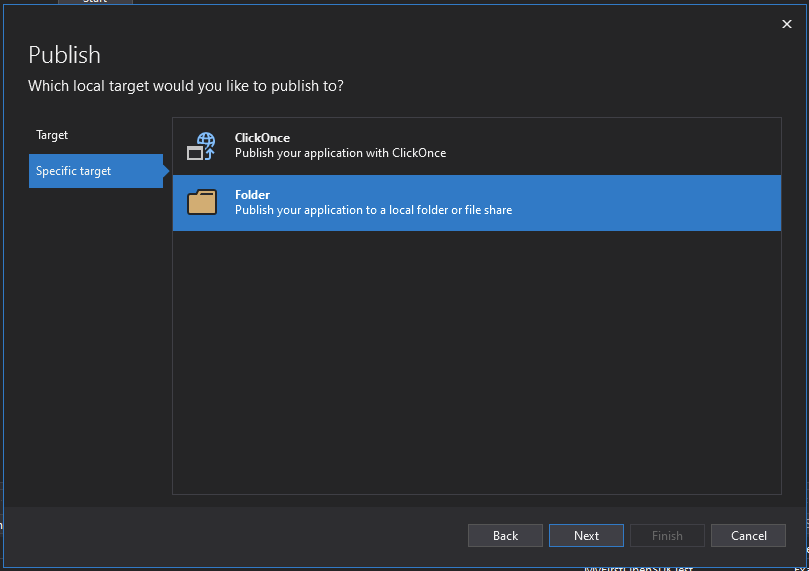 Start
Publish
Which local target would you like to publish to?
Target
Specific target
ClickOnce
Publish your application with ClickOnce
Folder
Publish your application to a local folder or file share
Back
Next
Finish
Cancel